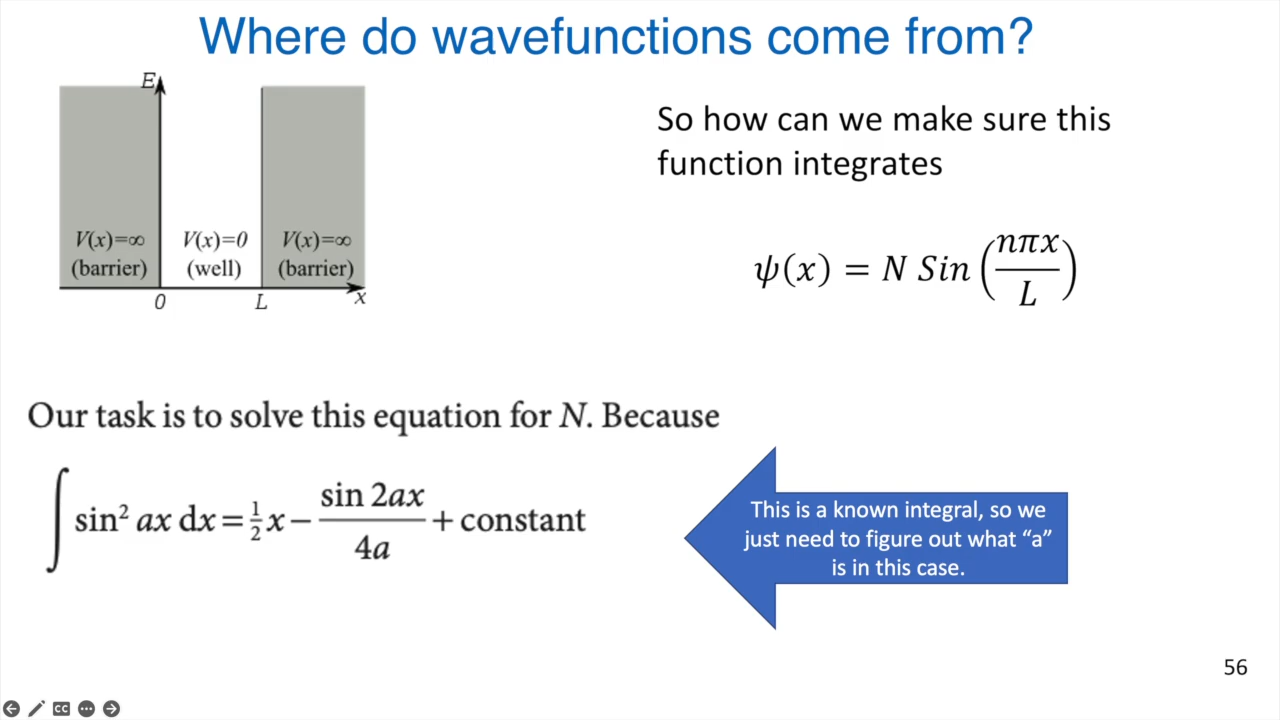 Where do wavefunctions come from?
E
V(x)=∞ V(x)=0 V(x)=∞
(barrier) (well) (barrier)
0 L x
So how can we make sure this
function integrates
ψ(x) = N Sin(nπx/L)
Our task is to solve this equation for N. Because
∫ sin² ax dx = ½x − sin 2ax/4a + constant
This is a known integral, so we
just need to figure out what “a”
is in this case.
56
CC